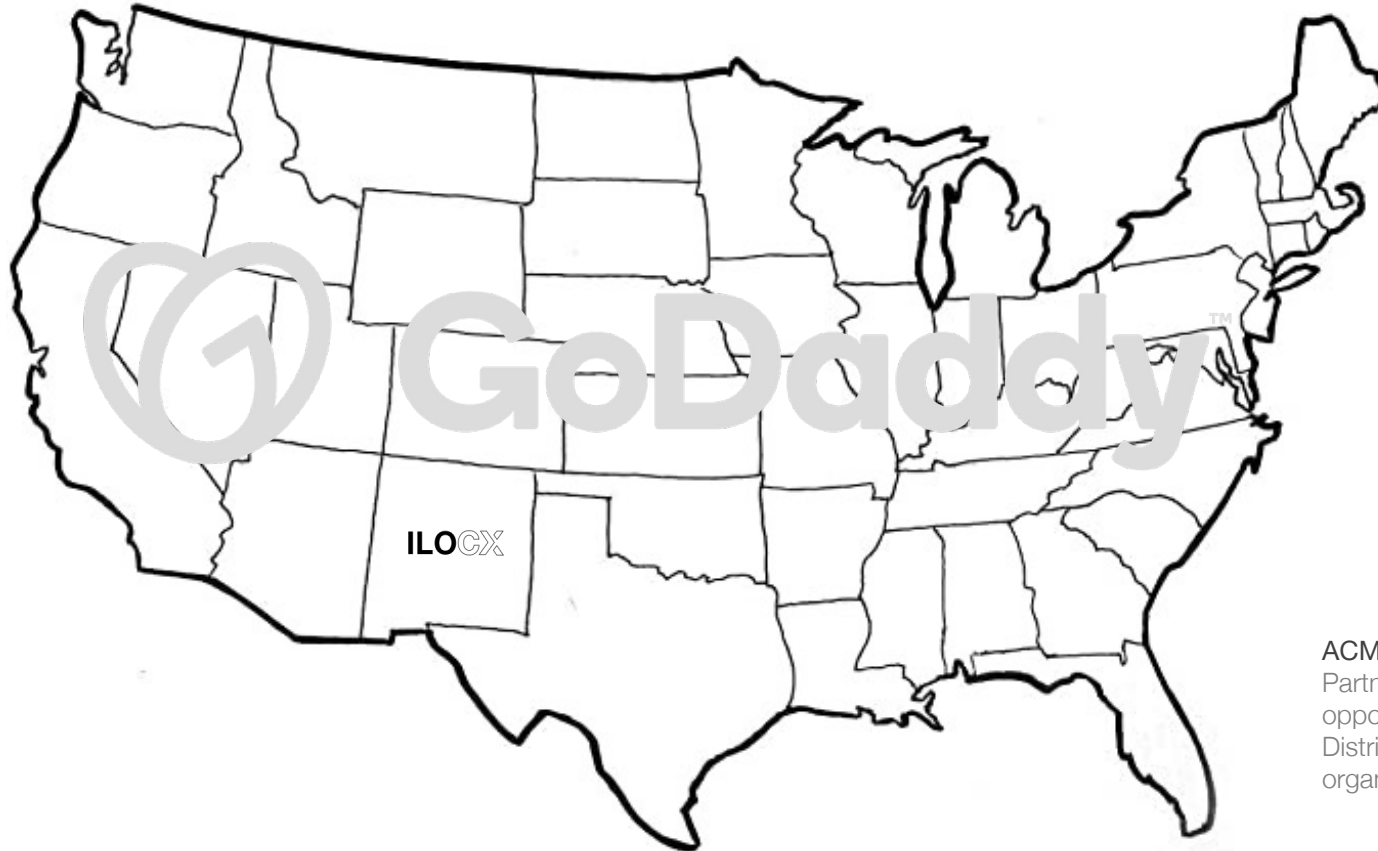 GoDaddy™
ILOCX
ACM
Partn
oppo
Distri
organ